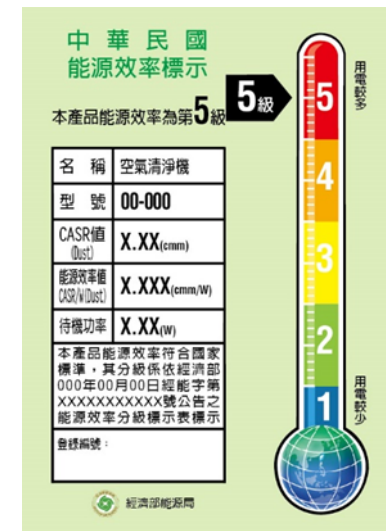 中華民國
能源效率標示
本產品能源效率為第5級
5級
名稱 空氣清淨機
型號 00-000
CASR值(Dust) X.XX(cmm)
能源效率值CASR/W(Dust) X.XXX(cmm/W)
待機功率 X.XX(W)
本產品能源效率符合國家
標準，其分級係依經濟部
000年00月00日經能字第
XXXXXXXXXXXX號公告之
能源效率分級標示表標示
登錄編號：
經濟部能源局
用電較多
5
4
3
2
1
用電較少